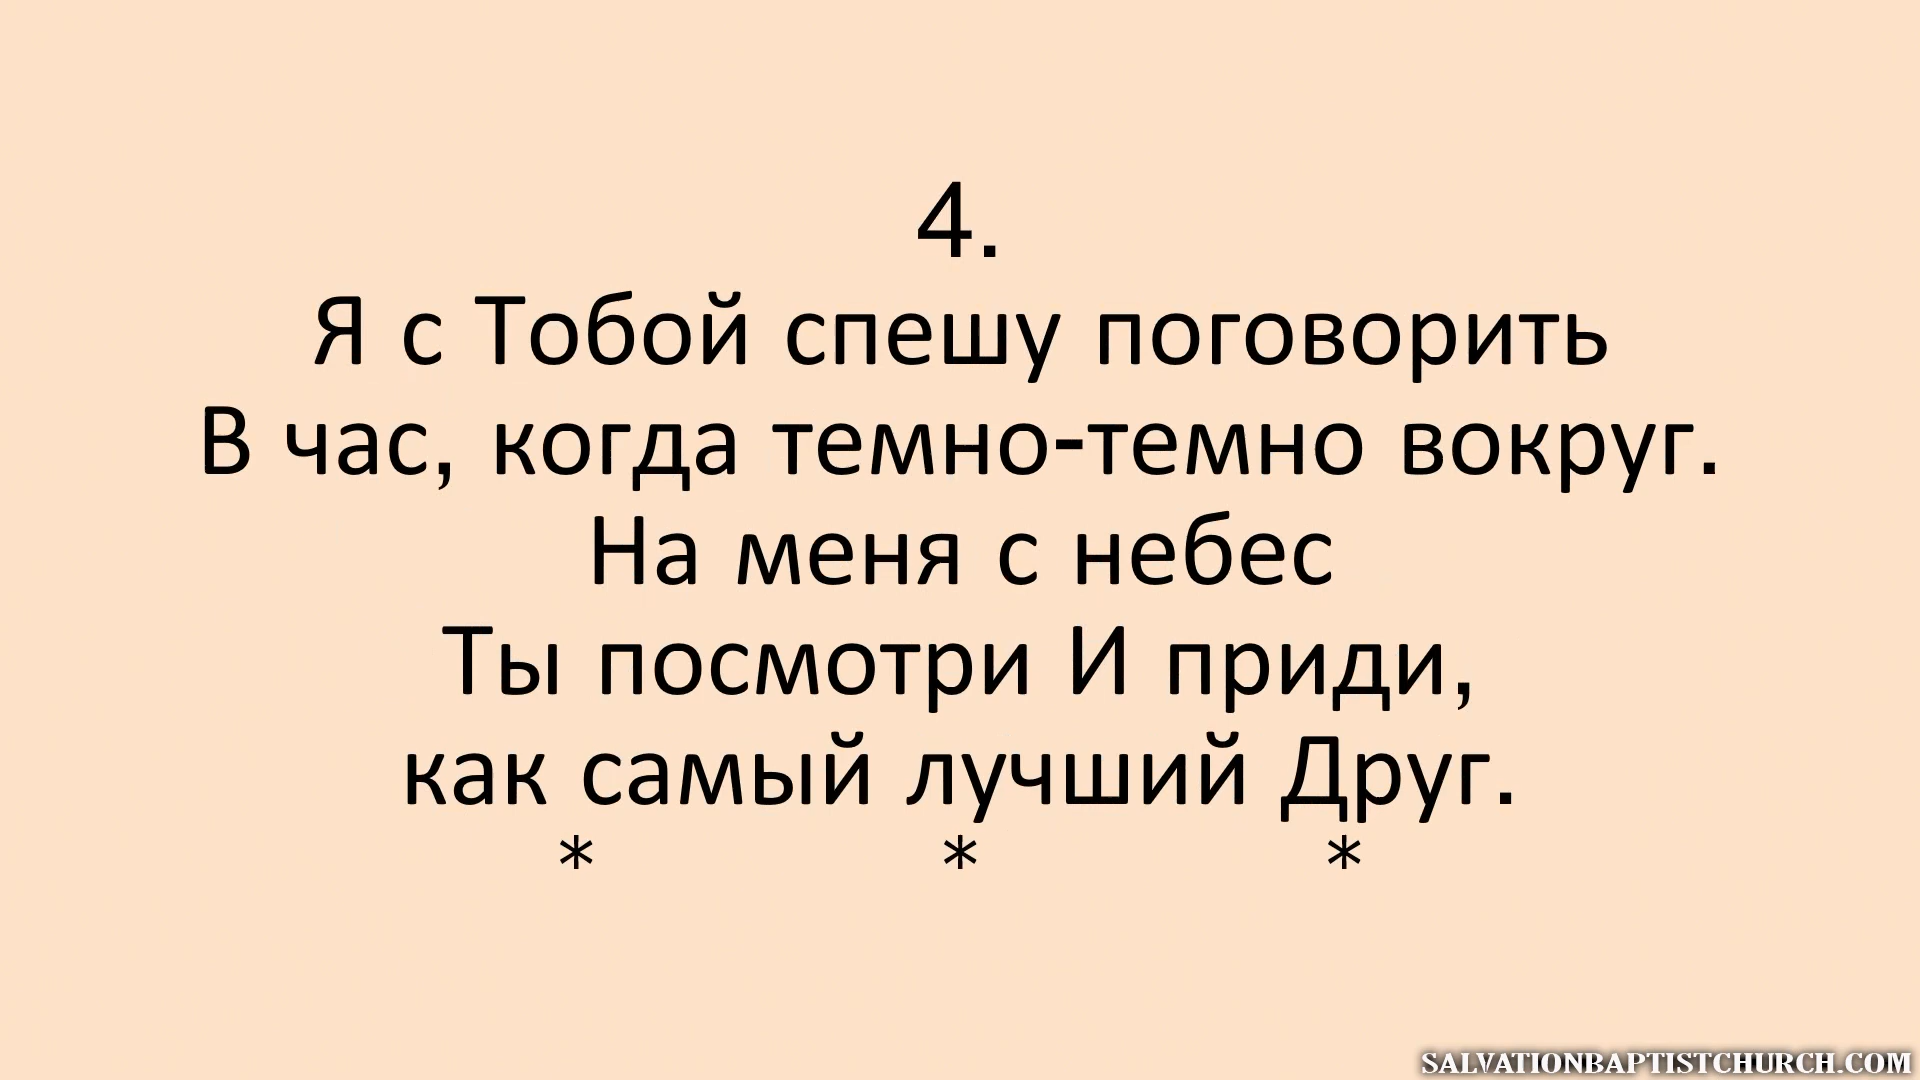 4.
Я с Тобой спешу поговорить
В час, когда темно-темно вокруг.
На меня с небес
Ты посмотри И приди,
как самый лучший Друг.
* * *
SALVATIONBAPTISTCHURCH.COM